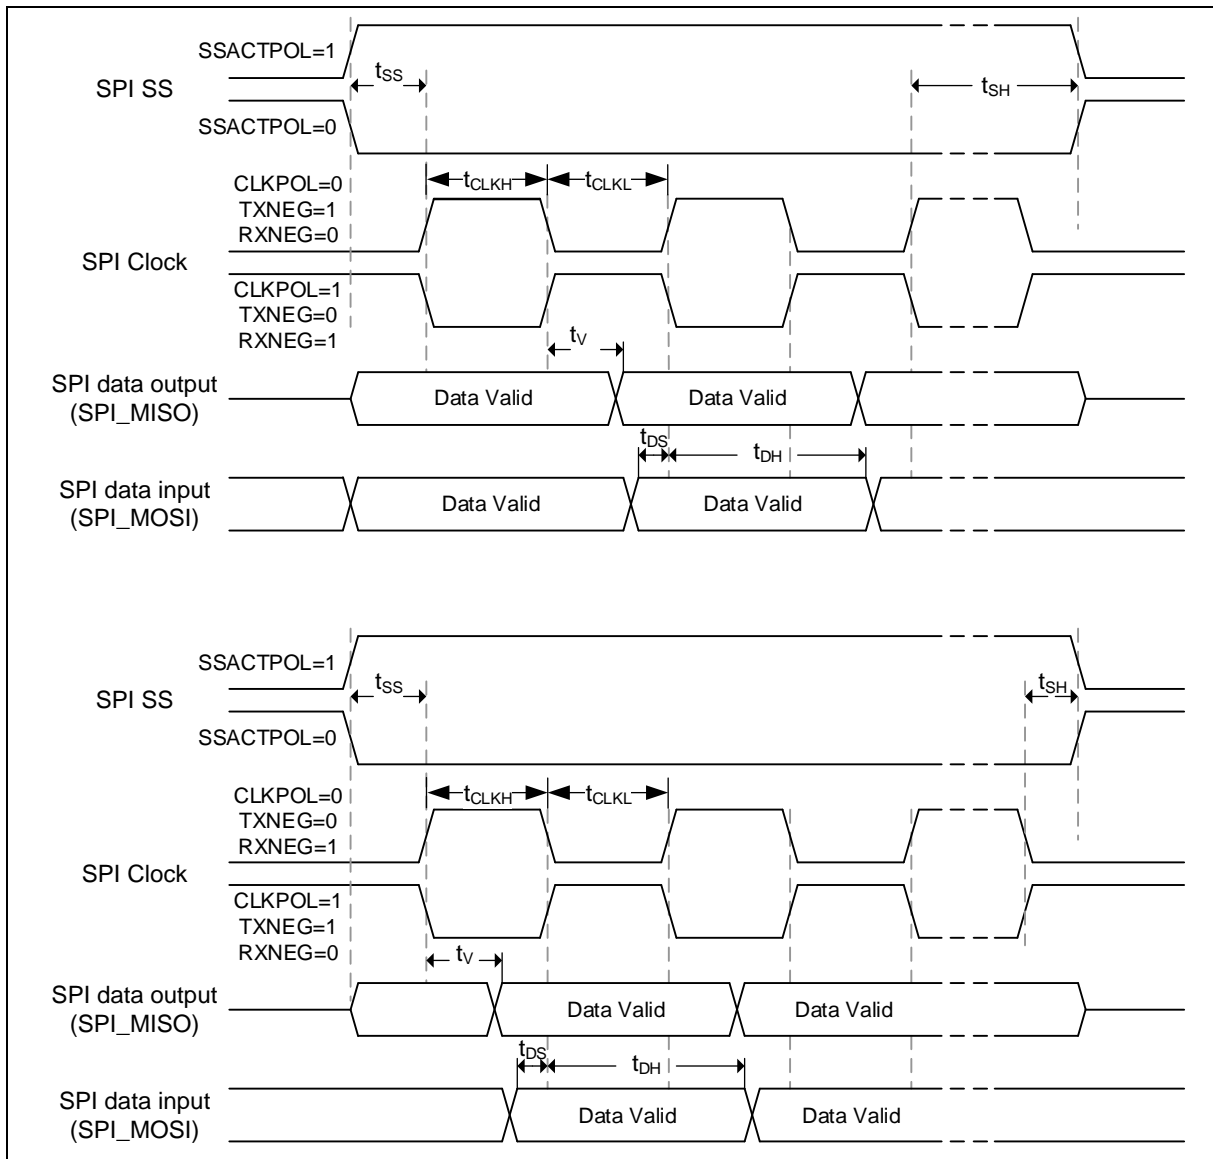 SSACTPOL=1
SPI SS
tSS
tSH
SSACTPOL=0
CLKPOL=0
TXNEG=1
RXNEG=0
tCLKH
tCLKL
SPI Clock
CLKPOL=1
TXNEG=0
RXNEG=1
tV
SPI data output
(SPI_MISO)
Data Valid
Data Valid
tDS
tDH
SPI data input
(SPI_MOSI)
Data Valid
Data Valid
SSACTPOL=1
SPI SS
tSS
tSH
SSACTPOL=0
CLKPOL=0
TXNEG=0
RXNEG=1
tCLKH
tCLKL
SPI Clock
CLKPOL=1
TXNEG=1
RXNEG=0
tV
SPI data output
(SPI_MISO)
Data Valid
Data Valid
tDS
tDH
SPI data input
(SPI_MOSI)
Data Valid
Data Valid